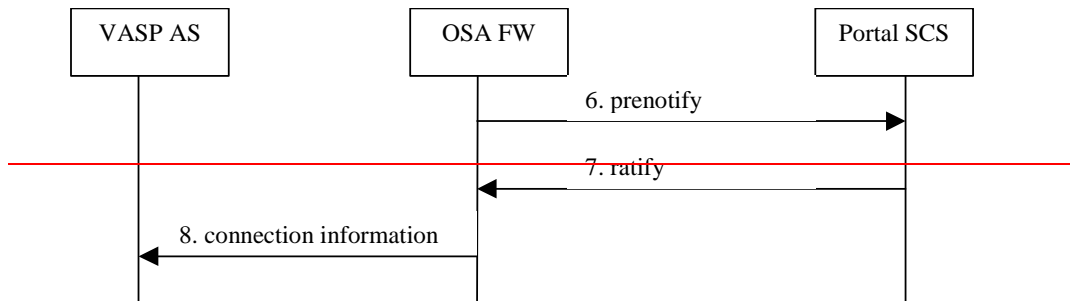 VASP AS
OSA FW
Portal SCS
6. prenotify
7. ratify
8. connection information